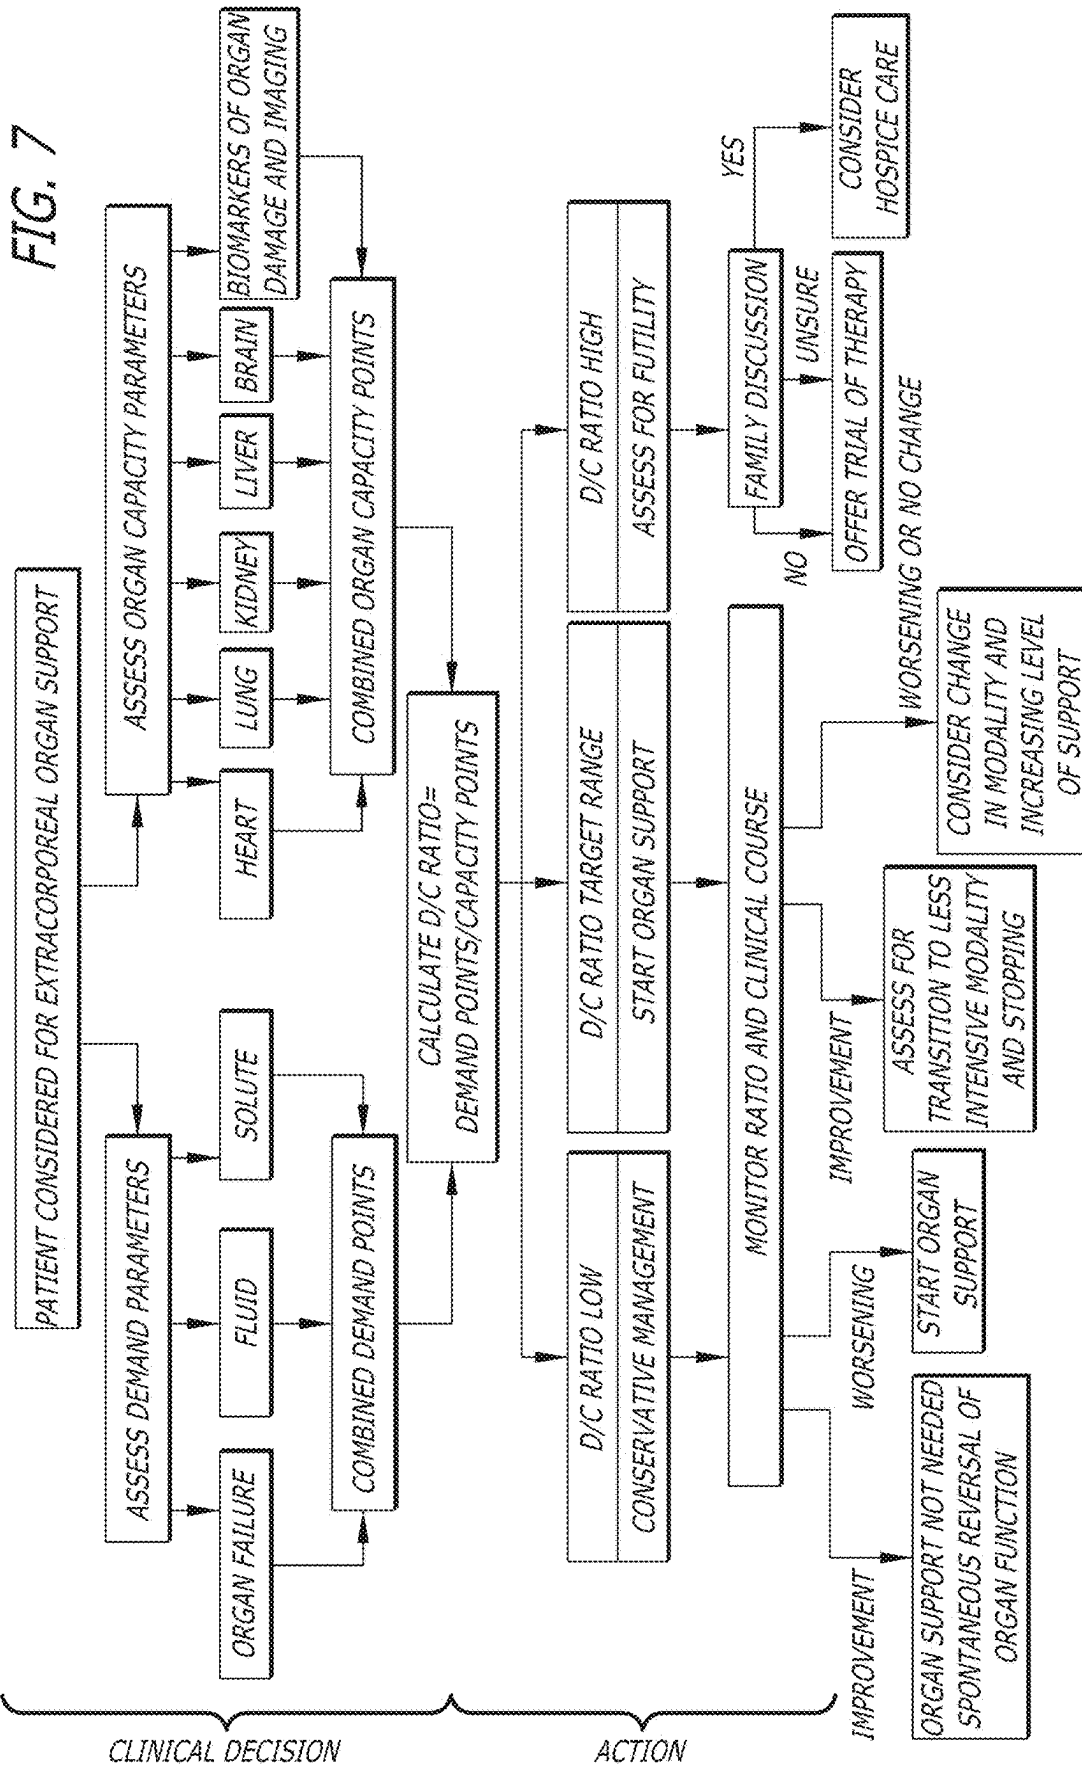 FIG. 7
PATIENT CONSIDERED FOR EXTRACORPOREAL ORGAN SUPPORT
ASSESS DEMAND PARAMETERS
ASSESS ORGAN CAPACITY PARAMETERS
ORGAN FAILURE
FLUID
SOLUTE
HEART
LUNG
KIDNEY
LIVER
BRAIN
BIOMARKERS OF ORGAN
DAMAGE AND IMAGING
COMBINED DEMAND POINTS
COMBINED ORGAN CAPACITY POINTS
CALCULATE D/C RATIO=
DEMAND POINTS/CAPACITY POINTS
CLINICAL DECISION
D/C RATIO LOW
CONSERVATIVE MANAGEMENT
D/C RATIO TARGET RANGE
START ORGAN SUPPORT
D/C RATIO HIGH
ASSESS FOR FUTILITY
MONITOR RATIO AND CLINICAL COURSE
FAMILY DISCUSSION
YES
NO
UNSURE
CONSIDER
HOSPICE CARE
OFFER TRIAL OF THERAPY
ACTION
IMPROVEMENT
WORSENING
IMPROVEMENT
WORSENING OR NO CHANGE
ORGAN SUPPORT NOT NEEDED
SPONTANEOUS REVERSAL OF
ORGAN FUNCTION
START ORGAN
SUPPORT
ASSESS FOR
TRANSITION TO LESS
INTENSIVE MODALITY
AND STOPPING
CONSIDER CHANGE
IN MODALITY AND
INCREASING LEVEL
OF SUPPORT